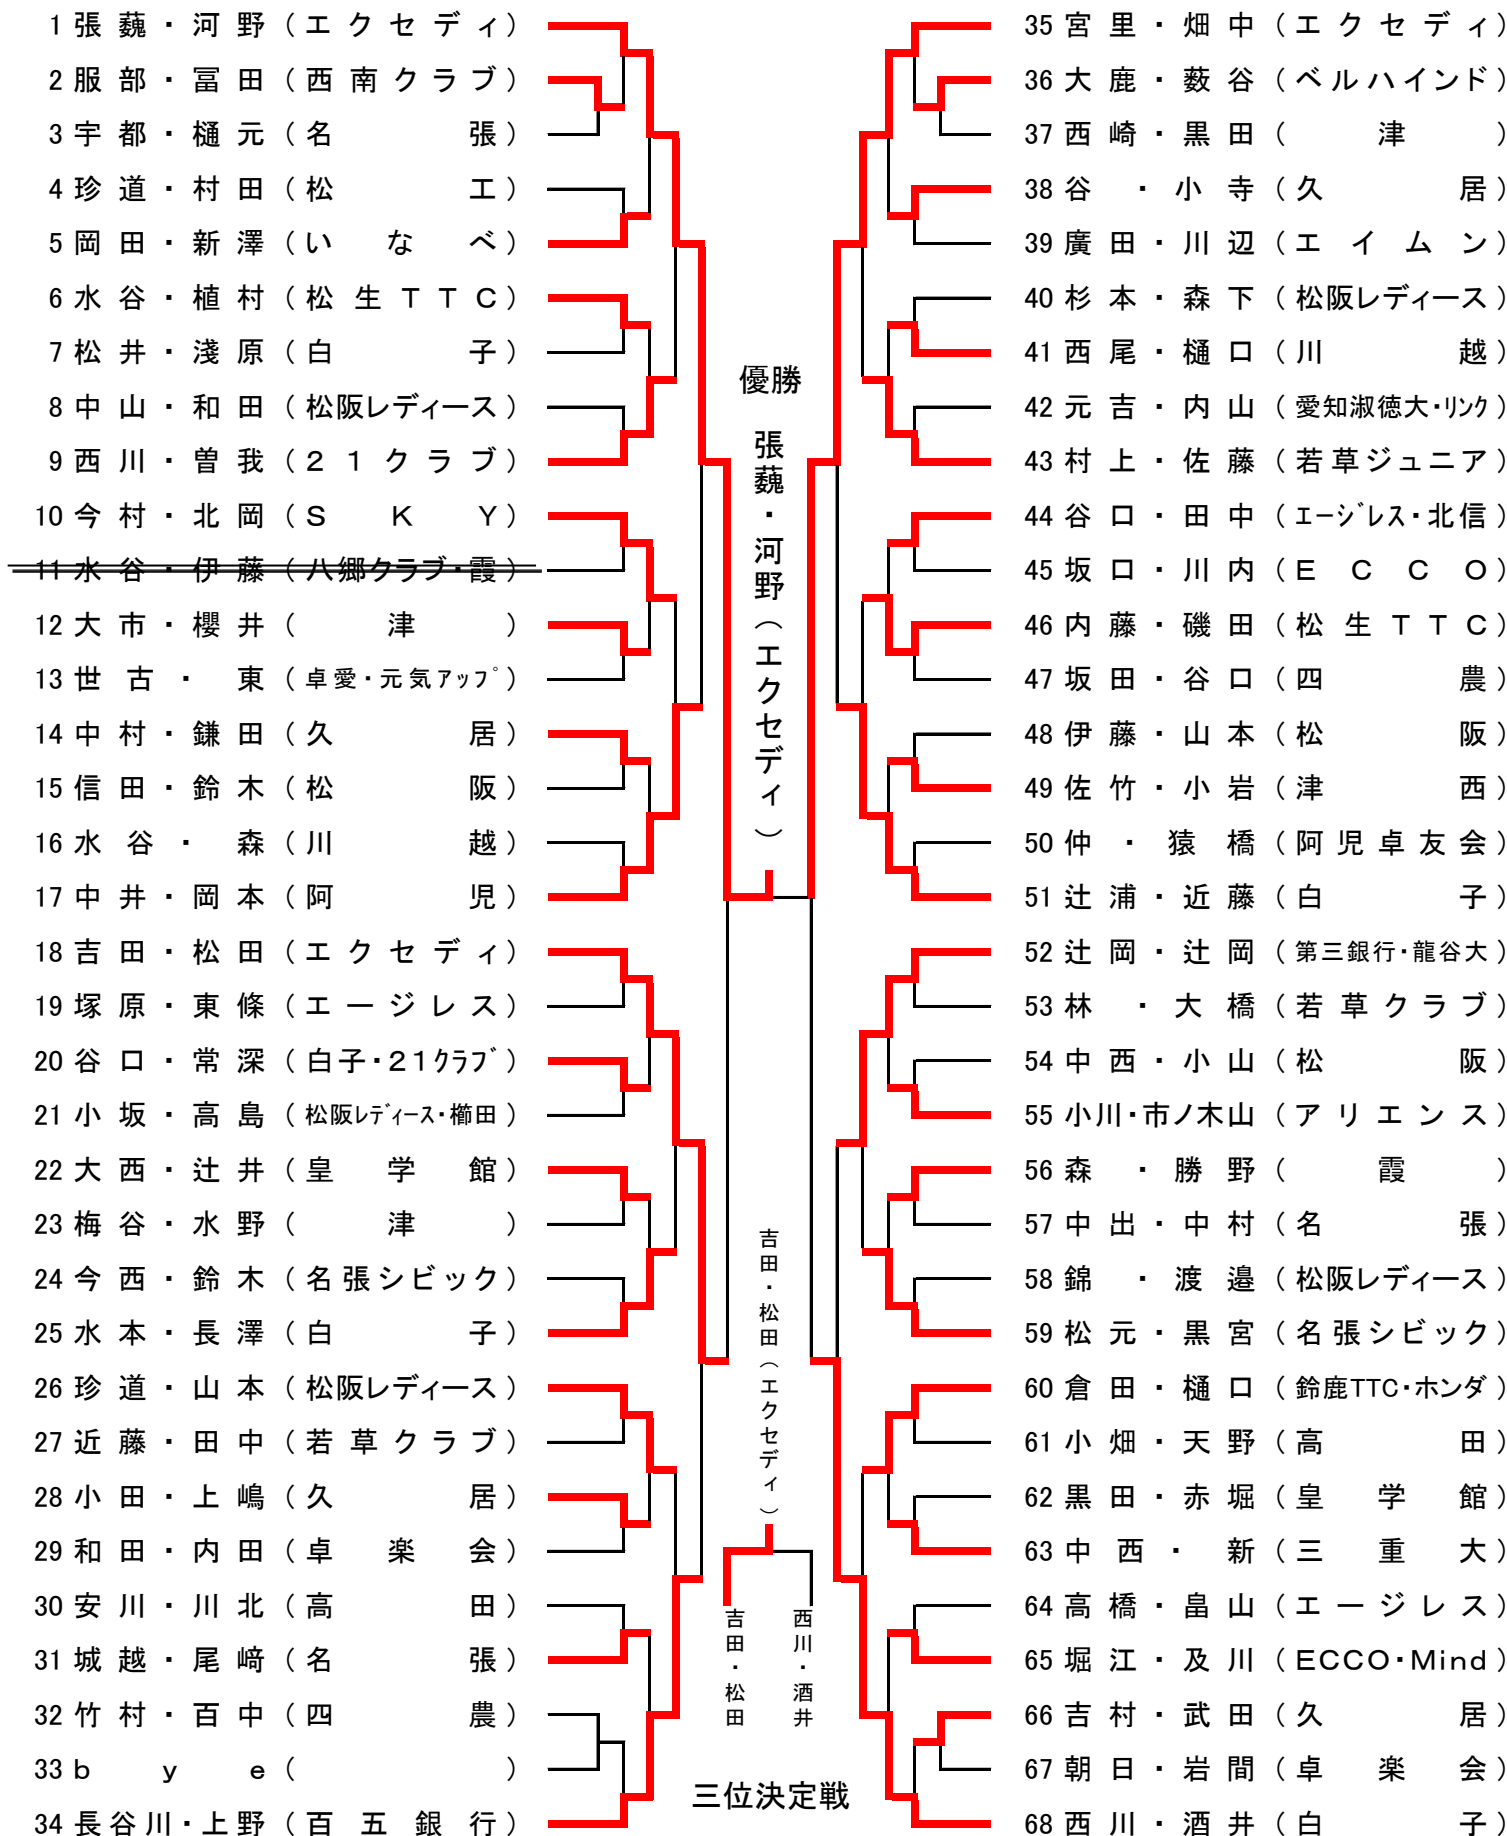 1 張蘶・河野（エクセディ）
2 服部・冨田（西南クラブ）
3 宇都・樋元（名張）
4 珍道・村田（松工）
5 岡田・新澤（いなべ）
6 水谷・植村（松生ＴＴＣ）
7 松井・淺原（白子）
8 中山・和田（松阪レディース）
9 西川・曽我（２１クラブ）
10 今村・北岡（ＳＫＹ）
11 水谷・伊藤（八郷クラブ・霞）
12 大市・櫻井（津）
13 世古・東（卓愛・元気アップ）
14 中村・鎌田（久居）
15 信田・鈴木（松阪）
16 水谷・森（川越）
17 中井・岡本（阿児）
18 吉田・松田（エクセディ）
19 塚原・東條（エージレス）
20 谷口・常深（白子・２１クラブ）
21 小坂・高島（松阪レディース・櫛田）
22 大西・辻井（皇学館）
23 梅谷・水野（津）
24 今西・鈴木（名張シビック）
25 水本・長澤（白子）
26 珍道・山本（松阪レディース）
27 近藤・田中（若草クラブ）
28 小田・上嶋（久居）
29 和田・内田（卓楽会）
30 安川・川北（高田）
31 城越・尾﨑（名張）
32 竹村・百中（四農）
33 ｂｙｅ（）
34 長谷川・上野（百五銀行）
優勝
張蘶・河野（エクセディ）
吉田・松田（エクセディ）
吉田・松田
西川・酒井
三位決定戦
35 宮里・畑中（エクセディ）
36 大鹿・薮谷（ベルハインド）
37 西崎・黒田（津）
38 谷・小寺（久居）
39 廣田・川辺（エイムン）
40 杉本・森下（松阪レディース）
41 西尾・樋口（川越）
42 元吉・内山（愛知淑徳大・リンク）
43 村上・佐藤（若草ジュニア）
44 谷口・田中（エージレス・北信）
45 坂口・川内（ＥＣＣＯ）
46 内藤・磯田（松生ＴＴＣ）
47 坂田・谷口（四農）
48 伊藤・山本（松阪）
49 佐竹・小岩（津西）
50 仲・猿橋（阿児卓友会）
51 辻浦・近藤（白子）
52 辻岡・辻岡（第三銀行・龍谷大）
53 林・大橋（若草クラブ）
54 中西・小山（松阪）
55 小川・市ノ木山（アリエンス）
56 森・勝野（霞）
57 中出・中村（名張）
58 錦・渡邉（松阪レディース）
59 松元・黒宮（名張シビック）
60 倉田・樋口（鈴鹿TTC・ホンダ）
61 小畑・天野（高田）
62 黒田・赤堀（皇学館）
63 中西・新（三重大）
64 高橋・畠山（エージレス）
65 堀江・及川（ECCO・Mind）
66 吉村・武田（久居）
67 朝日・岩間（卓楽会）
68 西川・酒井（白子）